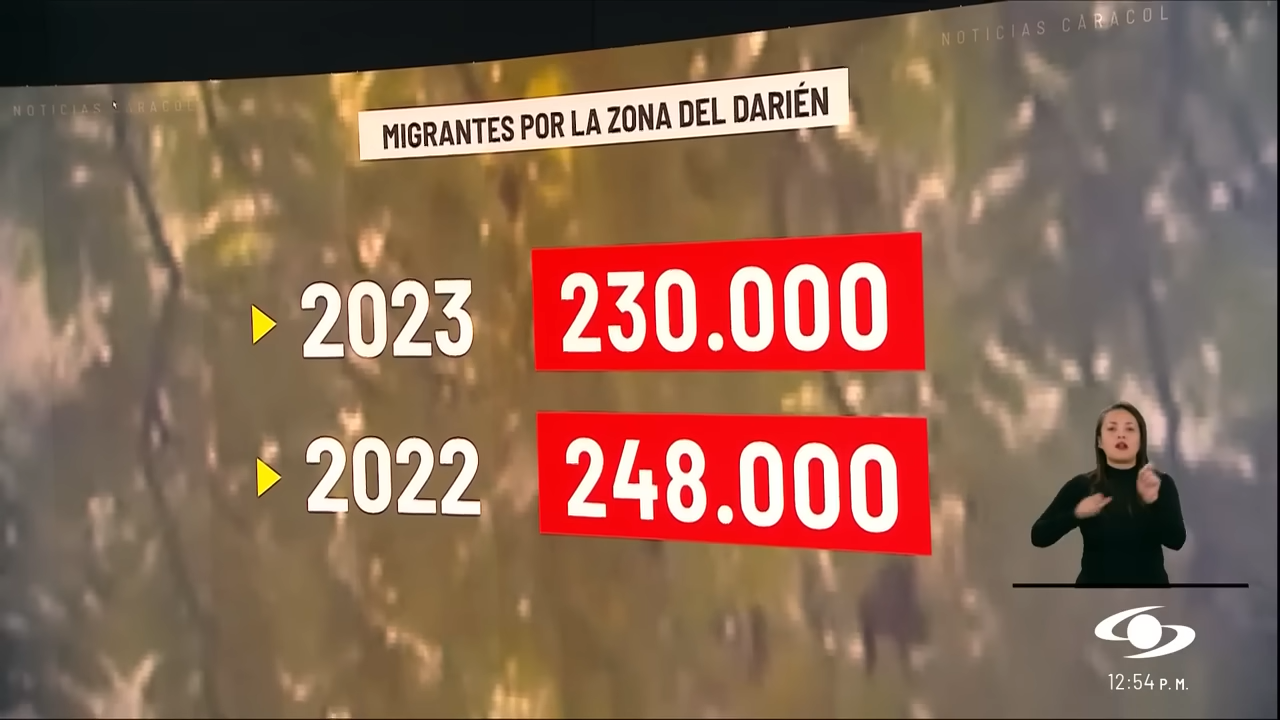 NOTICIAS CARACOL
NOTICIAS CARACOL
MIGRANTES POR LA ZONA DEL DARIÉN
2023 230.000
2022 248.000
12:54 P.M.